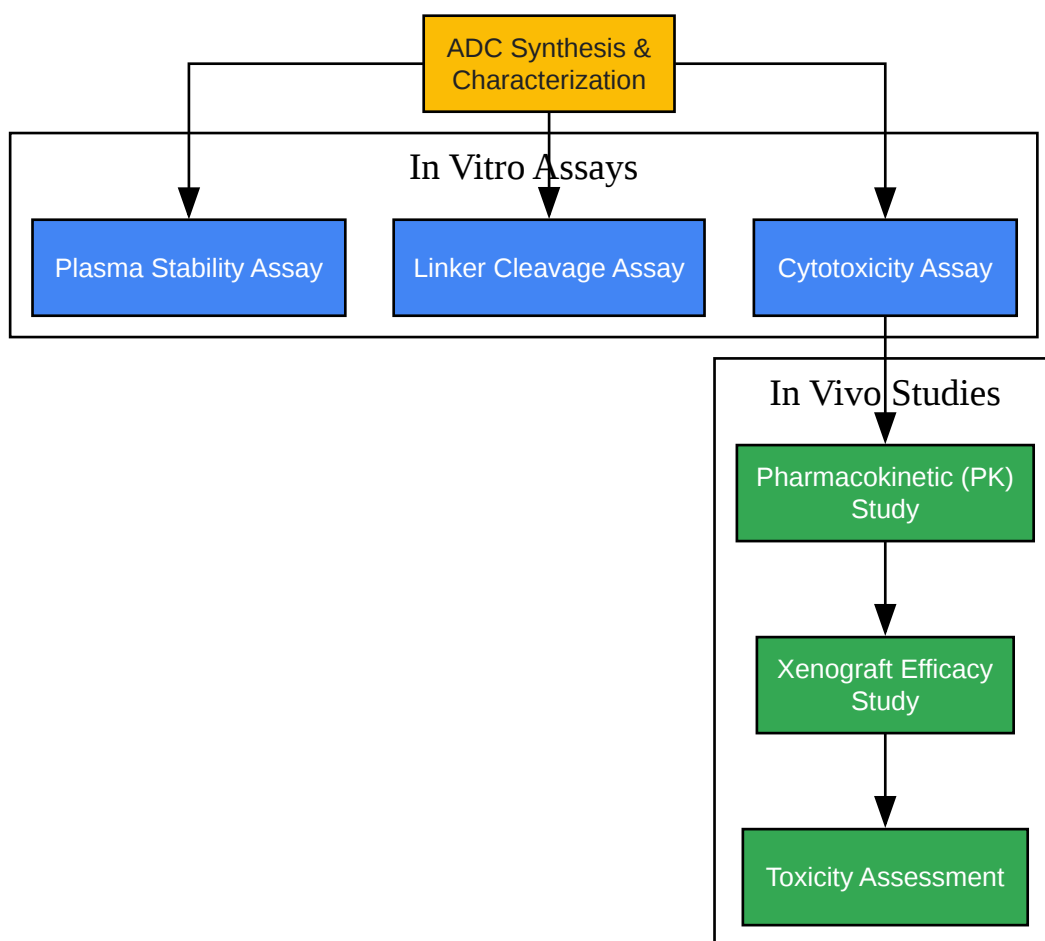 ADC Synthesis &
Characterization
In Vitro Assays
Plasma Stability Assay
Linker Cleavage Assay
Cytotoxicity Assay
In Vivo Studies
Pharmacokinetic (PK)
Study
Xenograft Efficacy
Study
Toxicity Assessment